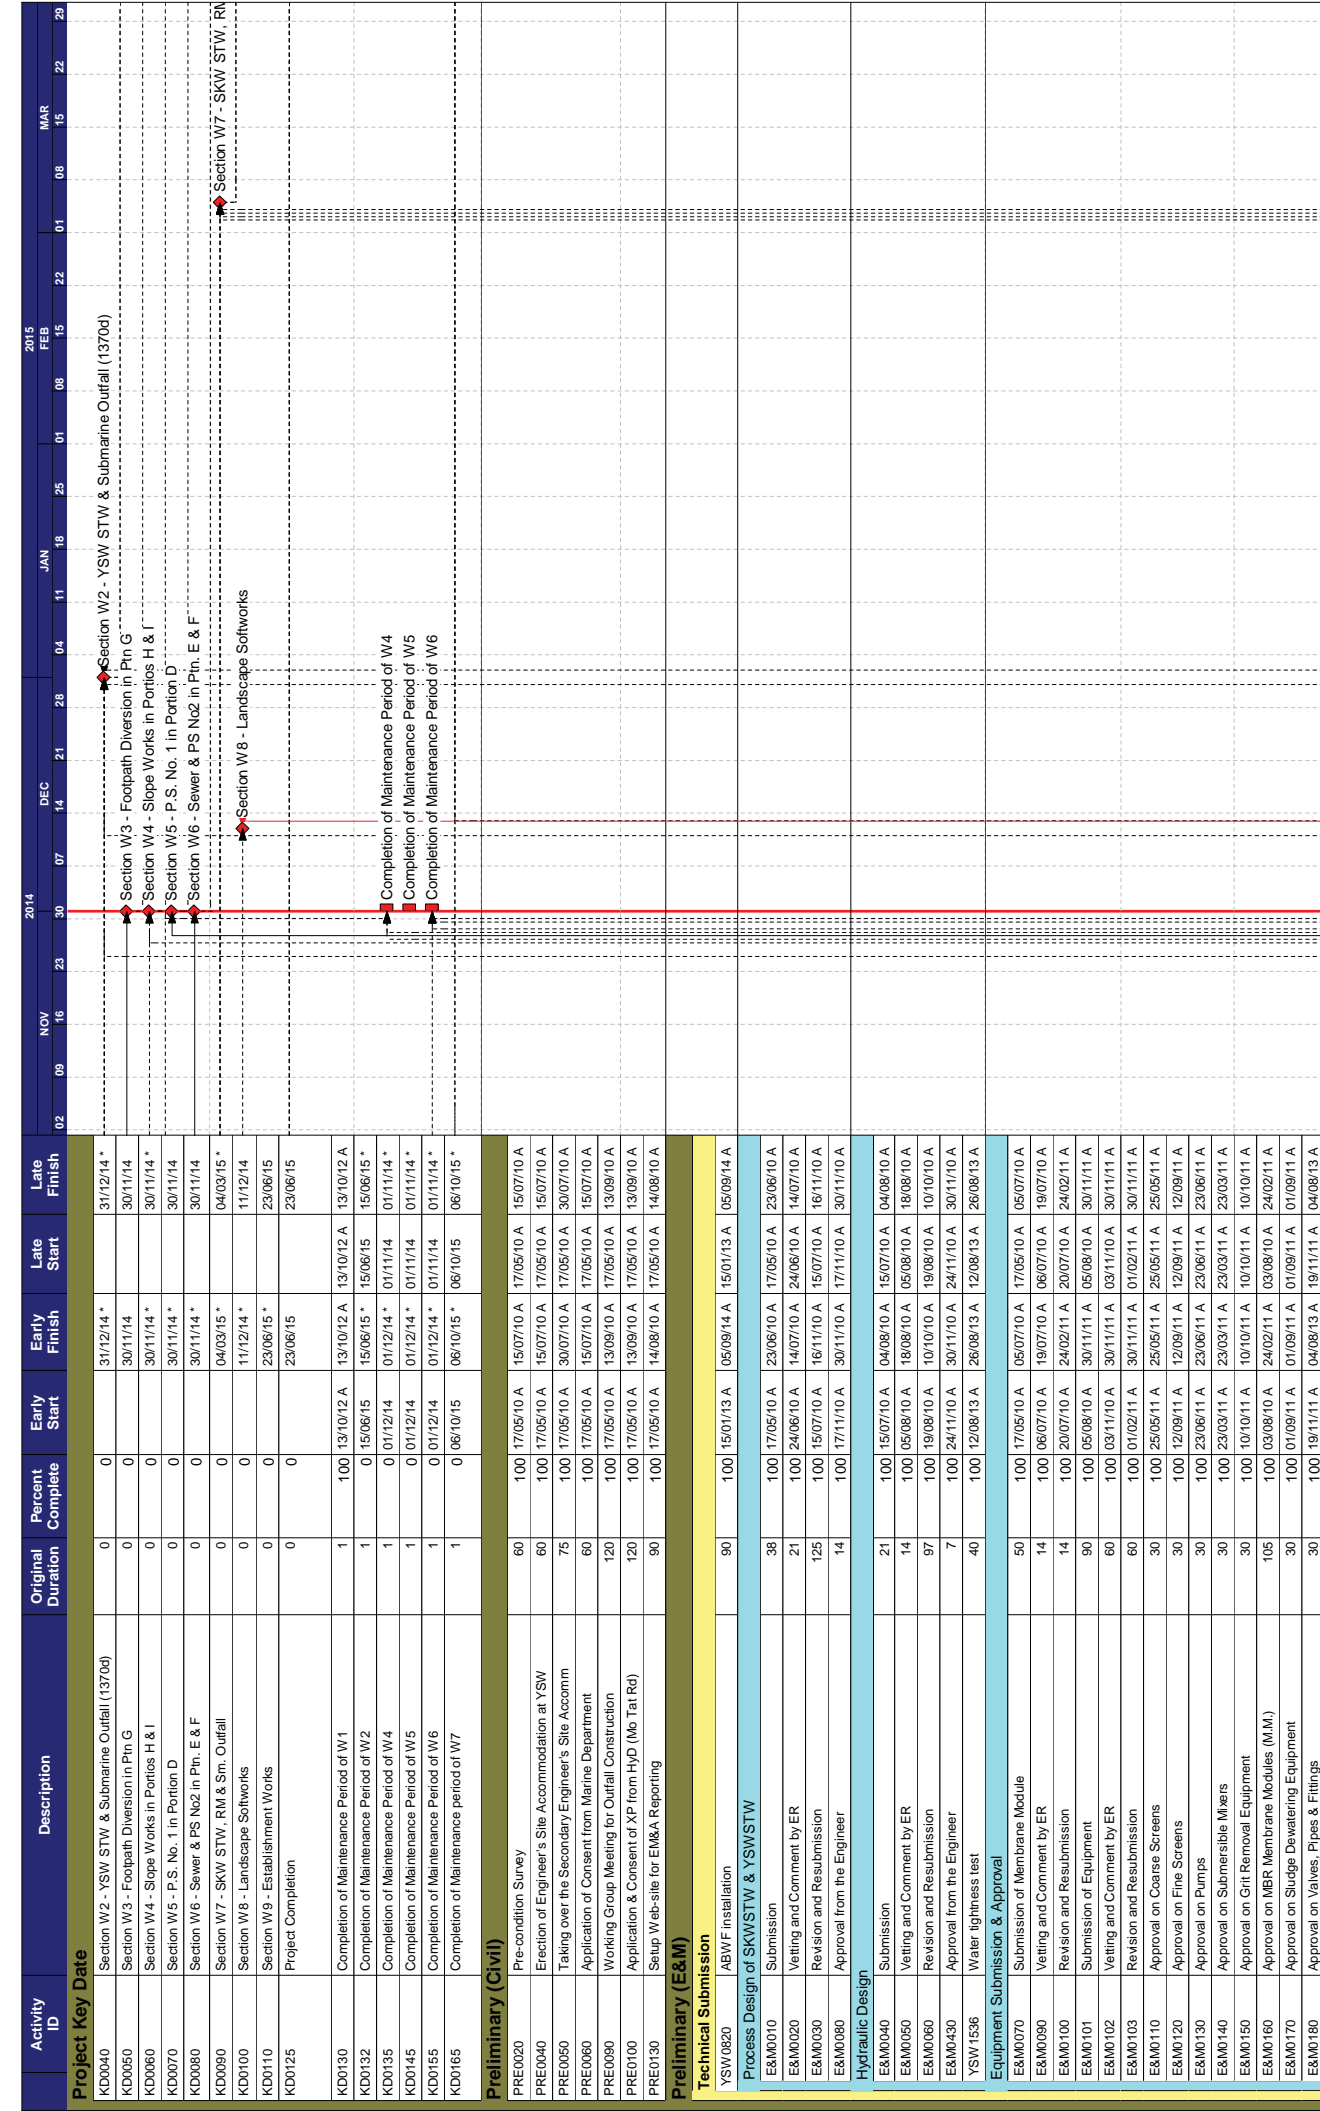 Activity ID Description Original Duration Percent Complete Early Start Early Finish Late Start Late Finish
2014 2015
NOV DEC JAN FEB MAR
02 09 16 23 30 07 14 21 28 04 11 18 25 01 08 15 22 01 08 15 22 29
Project Key Date
KD0040 Section W2 - YSW STW & Submarine Outfall (1370d) 0 0 31/12/14 * 31/12/14 *
KD0050 Section W3 - Footpath Diversion in Ptn G 0 0 30/11/14 30/11/14
KD0060 Section W4 - Slope Works in Portios H & I 0 0 30/11/14 * 30/11/14 *
KD0070 Section W5 - P.S. No. 1 in Portion D 0 0 30/11/14 * 30/11/14
KD0080 Section W6 - Sewer & PS No2 in Ptn. E & F 0 0 30/11/14 * 30/11/14
KD0090 Section W7 - SKW STW, RM & Sm. Outfall 0 0 04/03/15 * 04/03/15 *
KD0100 Section W8 - Landscape Softworks 0 0 11/12/14 * 11/12/14
KD0110 Section W9 - Establishment Works 0 0 23/06/15 * 23/06/15
KD0125 Project Completion 0 0 23/06/15 23/06/15
KD0130 Completion of Maintenance Period of W1 1 100 13/10/12 A 13/10/12 A 13/10/12 A 13/10/12 A
KD0132 Completion of Maintenance Period of W2 1 0 15/06/15 15/06/15 * 15/06/15 15/06/15 *
KD0135 Completion of Maintenance Period of W4 1 0 01/12/14 01/12/14 * 01/11/14 01/11/14 *
KD0145 Completion of Maintenance Period of W5 1 0 01/12/14 01/12/14 * 01/11/14 01/11/14 *
KD0155 Completion of Maintenance Period of W6 1 0 01/12/14 01/12/14 * 01/11/14 01/11/14 *
KD0165 Completion of Maintenance period of W7 1 0 06/10/15 06/10/15 * 06/10/15 06/10/15 *
Preliminary (Civil)
PRE0020 Pre-condition Survey 60 100 17/05/10 A 15/07/10 A 17/05/10 A 15/07/10 A
PRE0040 Erection of Engineer's Site Accommodation at YSW 60 100 17/05/10 A 15/07/10 A 17/05/10 A 15/07/10 A
PRE0050 Taking over the Secondary Engineer's Site Accomm 75 100 17/05/10 A 30/07/10 A 17/05/10 A 30/07/10 A
PRE0060 Application of Consent from Marine Department 60 100 17/05/10 A 15/07/10 A 17/05/10 A 15/07/10 A
PRE0090 Working Group Meeting for Outfall Construction 120 100 17/05/10 A 13/09/10 A 17/05/10 A 13/09/10 A
PRE0100 Application & Consent of XP from HyD (Mo Tat Rd) 120 100 17/05/10 A 13/09/10 A 17/05/10 A 13/09/10 A
PRE0130 Setup Web-site for EM&A Reporting 90 100 17/05/10 A 14/08/10 A 17/05/10 A 14/08/10 A
Preliminary (E&M)
Technical Submission
YSW0820 ABWF installation 90 100 15/01/13 A 05/09/14 A 15/01/13 A 05/09/14 A
Process Design of SKWSTW & YSWSTW
E&M0010 Submission 38 100 17/05/10 A 23/06/10 A 17/05/10 A 23/06/10 A
E&M0020 Vetting and Comment by ER 21 100 24/06/10 A 14/07/10 A 24/06/10 A 14/07/10 A
E&M0030 Revision and Resubmission 125 100 15/07/10 A 16/11/10 A 15/07/10 A 16/11/10 A
E&M0080 Approval from the Engineer 14 100 17/11/10 A 30/11/10 A 17/11/10 A 30/11/10 A
Hydraulic Design
E&M0040 Submission 21 100 15/07/10 A 04/08/10 A 15/07/10 A 04/08/10 A
E&M0050 Vetting and Comment by ER 14 100 05/08/10 A 18/08/10 A 05/08/10 A 18/08/10 A
E&M0060 Revision and Resubmission 97 100 19/08/10 A 10/10/10 A 19/08/10 A 10/10/10 A
E&M0430 Approval from the Engineer 7 100 24/11/10 A 30/11/10 A 24/11/10 A 30/11/10 A
YSW1536 Water tightness test 40 100 12/08/13 A 26/08/13 A 12/08/13 A 26/08/13 A
Equipment Submission & Approval
E&M0070 Submission of Membrane Module 50 100 17/05/10 A 05/07/10 A 17/05/10 A 05/07/10 A
E&M0090 Vetting and Comment by ER 14 100 06/07/10 A 19/07/10 A 06/07/10 A 19/07/10 A
E&M0100 Revision and Resubmission 14 100 20/07/10 A 24/02/11 A 20/07/10 A 24/02/11 A
E&M0101 Submission of Equipment 90 100 05/08/10 A 30/11/11 A 05/08/10 A 30/11/11 A
E&M0102 Vetting and Comment by ER 60 100 03/11/10 A 30/11/11 A 03/11/10 A 30/11/11 A
E&M0103 Revision and Resubmission 60 100 01/02/11 A 30/11/11 A 01/02/11 A 30/11/11 A
E&M0110 Approval on Coarse Screens 30 100 25/05/11 A 25/05/11 A 25/05/11 A 25/05/11 A
E&M0120 Approval on Fine Screens 30 100 12/09/11 A 12/09/11 A 12/09/11 A 12/09/11 A
E&M0130 Approval on Pumps 30 100 23/06/11 A 23/06/11 A 23/06/11 A 23/06/11 A
E&M0140 Approval on Submersible Mixers 30 100 23/03/11 A 23/03/11 A 23/03/11 A 23/03/11 A
E&M0150 Approval on Grit Removal Equipment 30 100 10/10/11 A 10/10/11 A 10/10/11 A 10/10/11 A
E&M0160 Approval on MBR Membrane Modules (M.M.) 105 100 03/08/10 A 24/02/11 A 03/08/10 A 24/02/11 A
E&M0170 Approval on Sludge Dewatering Equipment 30 100 01/09/11 A 01/09/11 A 01/09/11 A 01/09/11 A
E&M0180 Approval on Valves, Pipes & Fittings 30 100 19/11/11 A 04/08/13 A 19/11/11 A 04/08/13 A
Section W2 - YSW STW & Submarine Outfall (1370d)
Section W3 - Footpath Diversion in Ptn G
Section W4 - Slope Works in Portios H & I
Section W5 - P.S. No. 1 in Portion D
Section W6 - Sewer & PS No2 in Ptn. E & F
Section W7 - SKW STW,
Section W8 - Landscape Softworks
Completion of Maintenance Period of W4
Completion of Maintenance Period of W5
Completion of Maintenance Period of W6